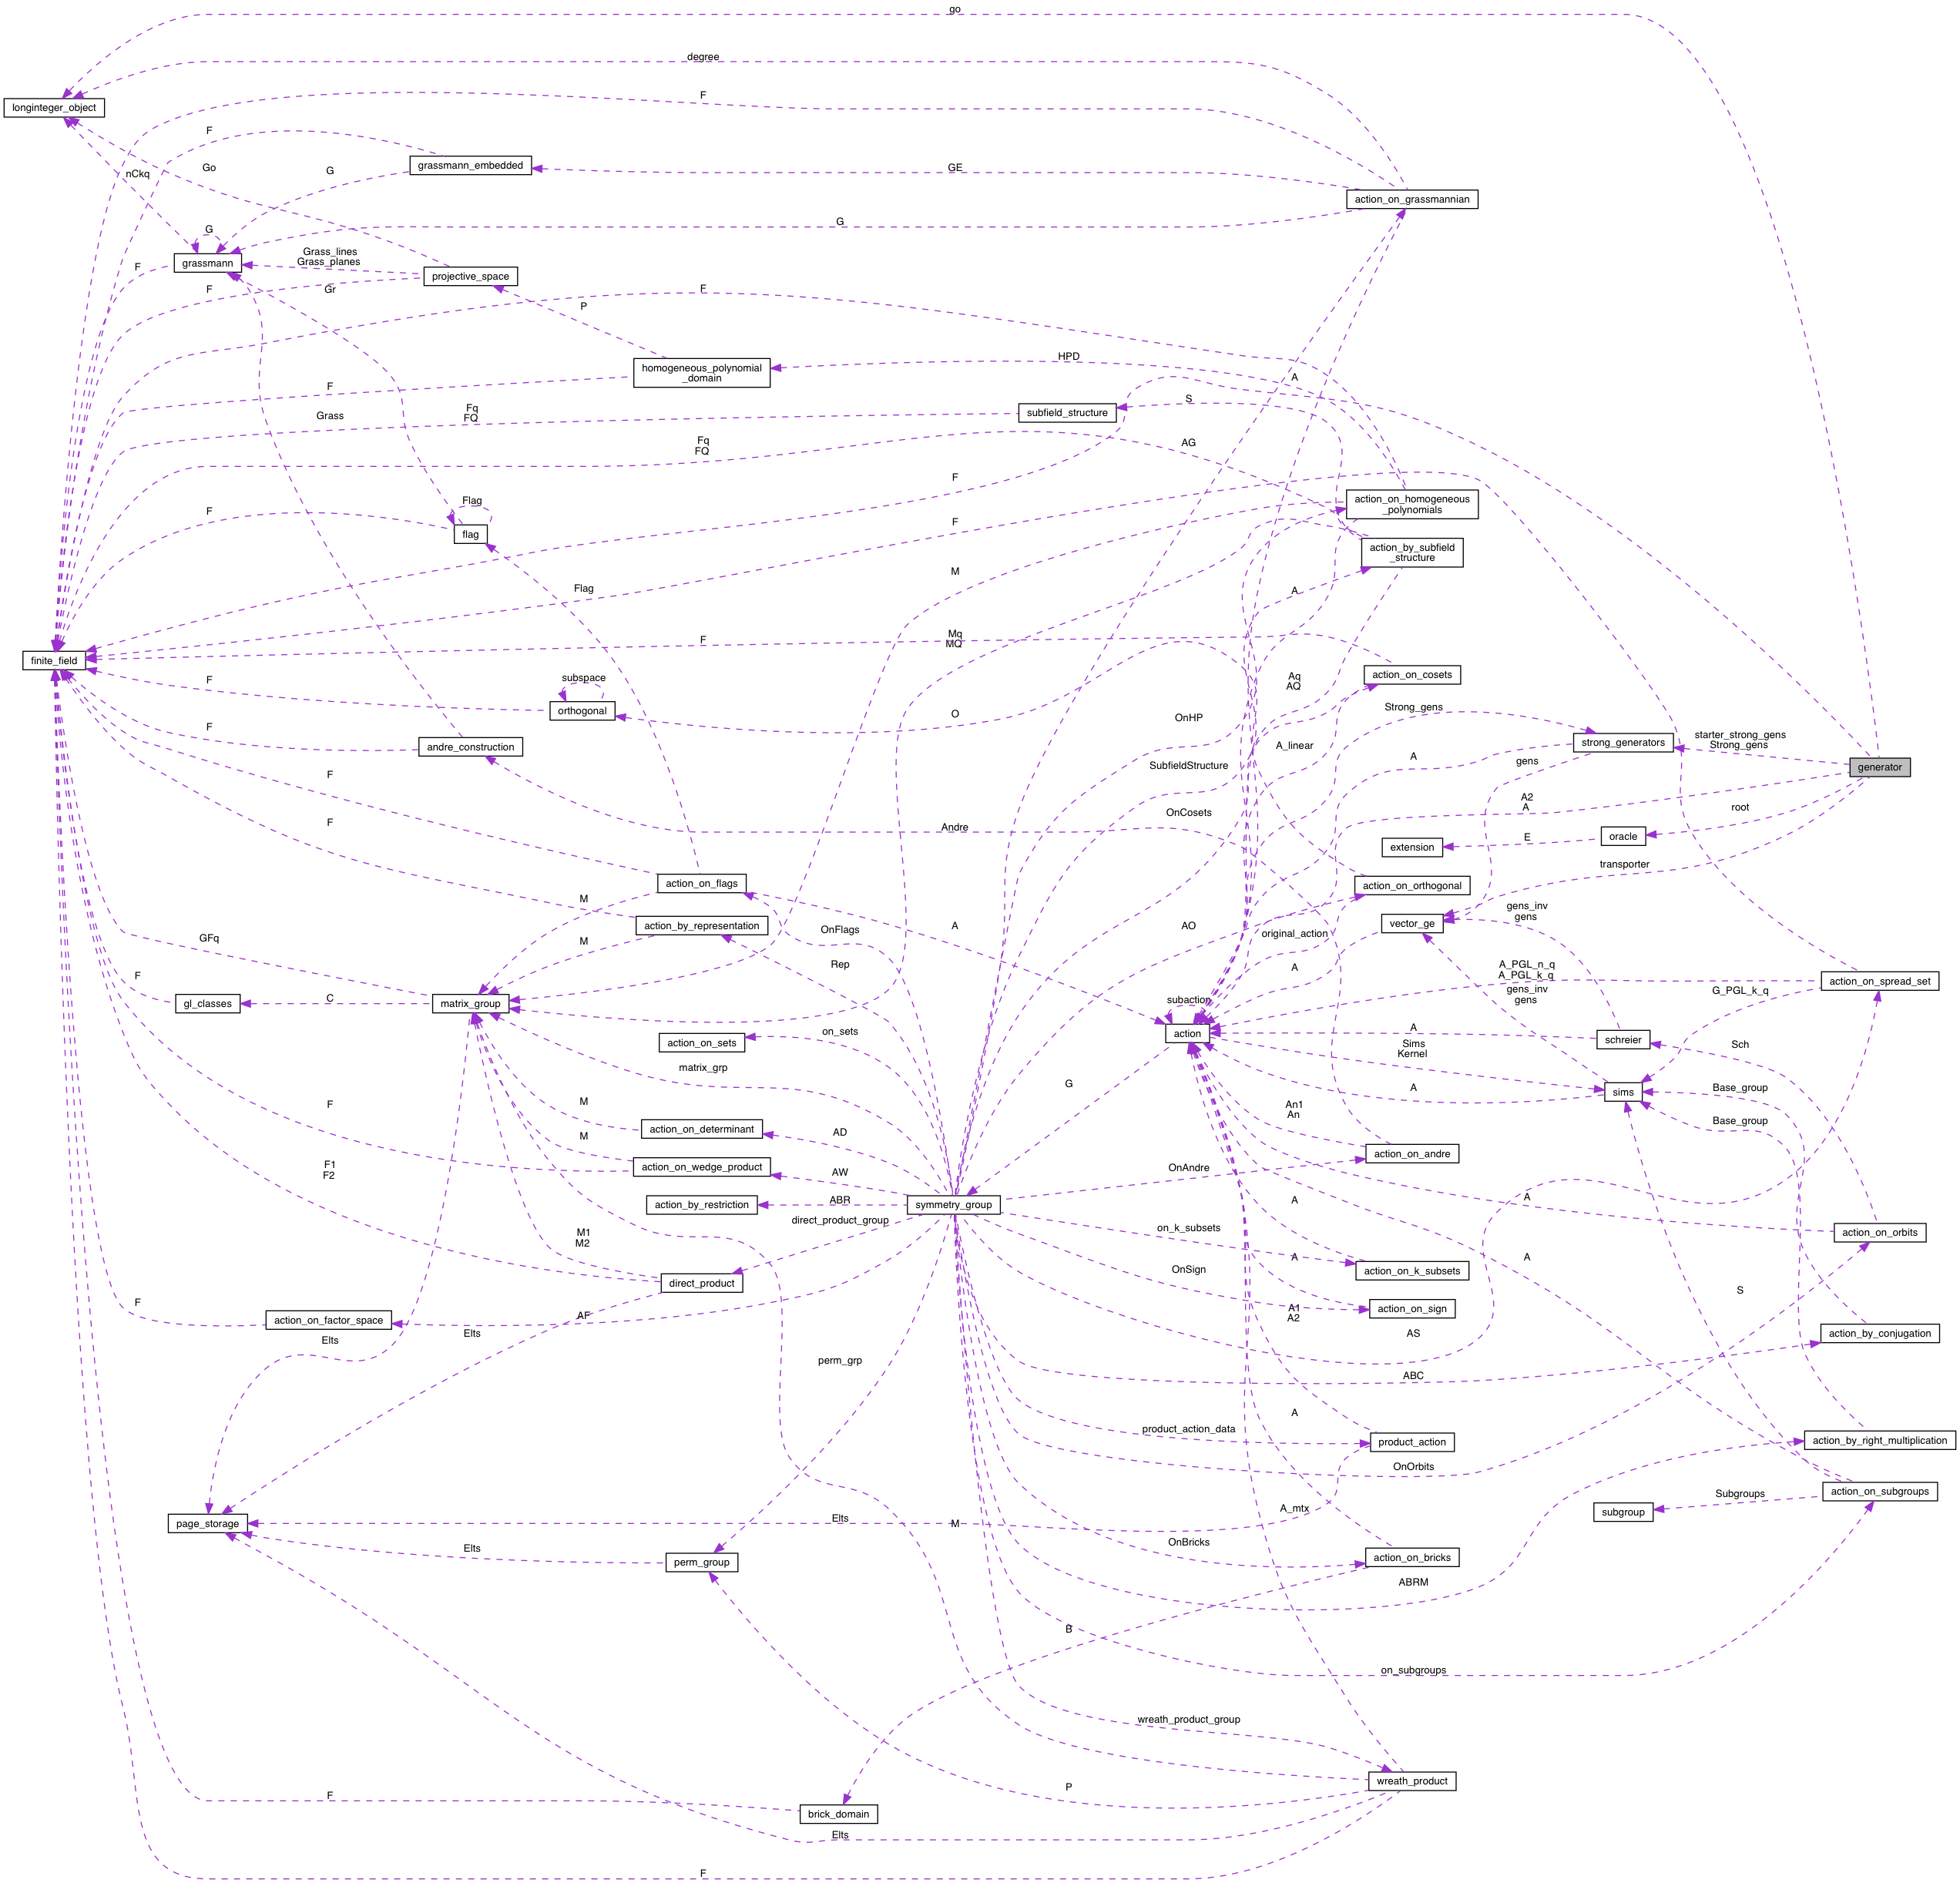 go
degree
longinteger_object
F
F
grassmann_embedded
nCkq
Go
G
GE
action_on_grassmannian
G
G
grassmann
Grass_lines
Grass_planes
F
projective_space
F
Gr
F
P
HPD
homogeneous_polynomial
_domain
F
A
S
Grass
Fq
FQ
subfield_structure
Fq
FQ
AG
F
action_on_homogeneous
_polynomials
Flag
F
F
flag
action_by_subfield
_structure
M
Flag
A
finite_field
F
Mq
MQ
action_on_cosets
F
subspace
Aq
AQ
orthogonal
O
OnHP
Strong_gens
F
andre_construction
A_linear
strong_generators
starter_strong_gens
Strong_gens
generator
F
SubfieldStructure
A
gens
A2
A
root
F
Andre
OnCosets
extension
E
oracle
transporter
action_on_flags
action_on_orthogonal
M
action_by_representation
OnFlags
A
AO
original_action
vector_ge
gens_inv
gens
GFq
M
Rep
A
A_PGL_n_q
A_PGL_k_q
F
gl_classes
C
matrix_group
subaction
gens_inv
gens
G_PGL_k_q
action_on_spread_set
on_sets
action_on_sets
action
A
schreier
Sch
matrix_grp
Sims
Kernel
G
A
sims
Base_group
F
M
An1
An
action_on_determinant
AD
Base_group
M
action_on_wedge_product
AW
OnAndre
action_on_andre
F1
F2
action_by_restriction
ABR
symmetry_group
A
A
direct_product_group
on_k_subsets
M1
M2
action_on_orbits
A
A
direct_product
OnSign
action_on_k_subsets
S
F
action_on_factor_space
AF
A1
A2
action_on_sign
Elts
Elts
AS
action_by_conjugation
perm_grp
ABC
A
product_action_data
product_action
action_by_right_multiplication
OnOrbits
action_on_subgroups
Subgroups
subgroup
A_mtx
page_storage
Elts
M
Elts
perm_group
OnBricks
action_on_bricks
ABRM
B
on_subgroups
wreath_product_group
wreath_product
P
F
brick_domain
Elts
F